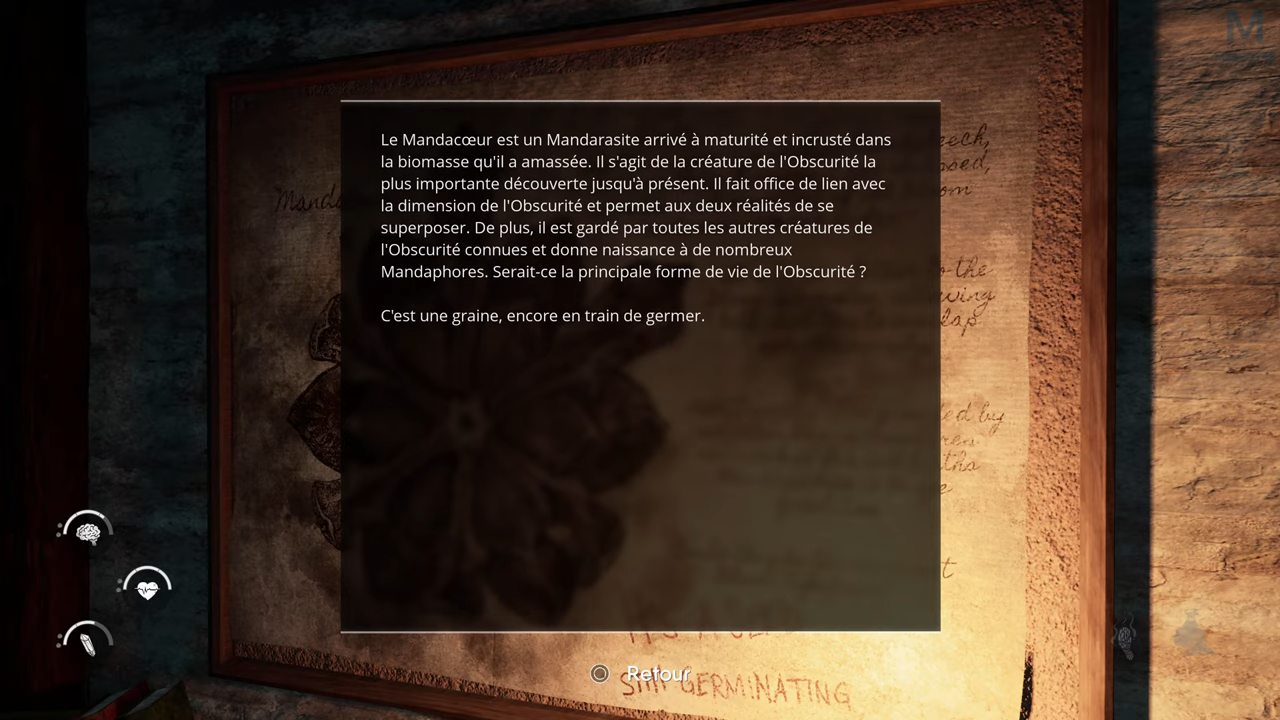 M
Le Mandacœur est un Mandarasite arrivé à maturité et incrusté dans
la biomasse qu'il a amassée. Il s'agit de la créature de l'Obscurité la
plus importante découverte jusqu'à présent. Il fait office de lien avec
la dimension de l'Obscurité et permet aux deux réalités de se
superposer. De plus, il est gardé par toutes les autres créatures de
l'Obscurité connues et donne naissance à de nombreux
Mandaphores. Serait-ce la principale forme de vie de l'Obscurité ?
C'est une graine, encore en train de germer.
Retour
STILL GERMINATING